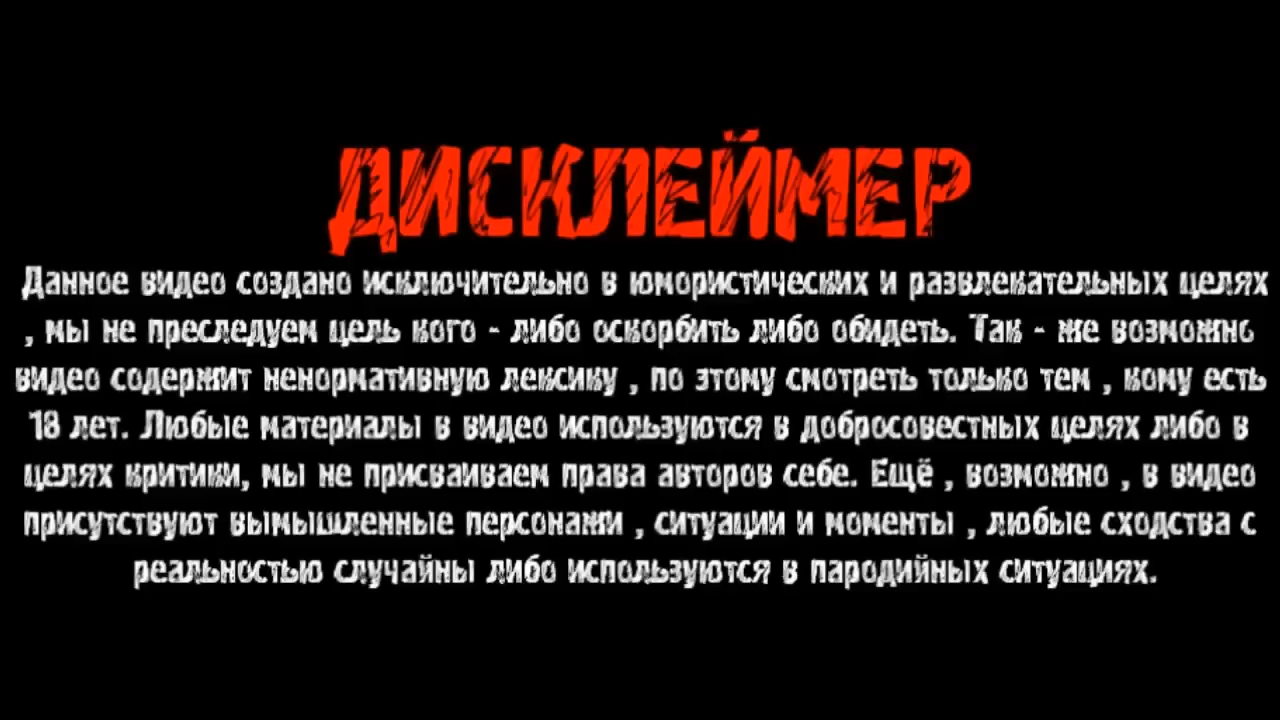 ДИСКЛЕЙМЕР
Данное видео создано исключительно в юмористических и развлекательных целях
, мы не преследуем цель кого - либо оскорбить либо обидеть. Так - же возможно
видео содержит ненормативную лексику , по этому смотреть только тем , кому есть
18 лет. Любые материалы в видео используются в добросовестных целях либо в
целях критики, мы не присваиваем права авторов себе. Ещё , возможно , в видео
присутствуют вымышленные персонажи , ситуации и моменты , любые сходства с
реальностью случайны либо используются в пародийных ситуациях.